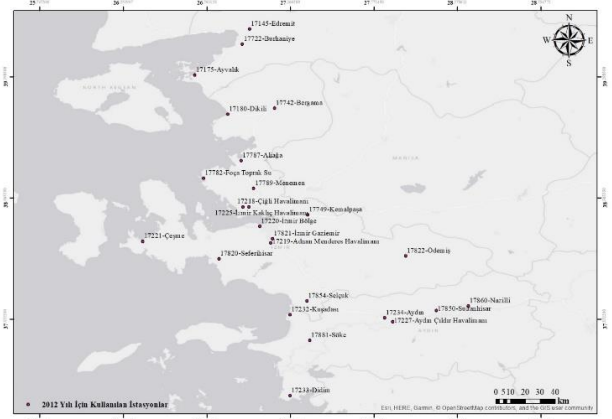 N
W E
S
17145-Edremit
17722-Burhaniye
17175-Ayvalık
17742-Bergama
17180-Dikili
17787-Aliağa
17782-Foça Toprak Su
17789-Menemen
17218-Çiğli Havalimanı
17749-Kemalpaşa
17225-İzmir Kaklıç Havalimanı
17220-İzmir Bölge
17221-Çeşme
17821-İzmir Gaziemir
17219-Adnan Menderes Havalimanı
17820-Seferihisar
17822-Ödemiş
17854-Selçuk
17860-Nazilli
17232-Kuşadası
17850-Sultanhisar
17234-Aydın
17227-Aydın Çıldır Havalimanı
17881-Söke
17233-Didim
2012 Yılı İçin Kullanılan İstasyonlar
0 5 10 20 30 40
km
Esri, HERE, Garmin, © OpenStreetMap contributors, and the GIS user community